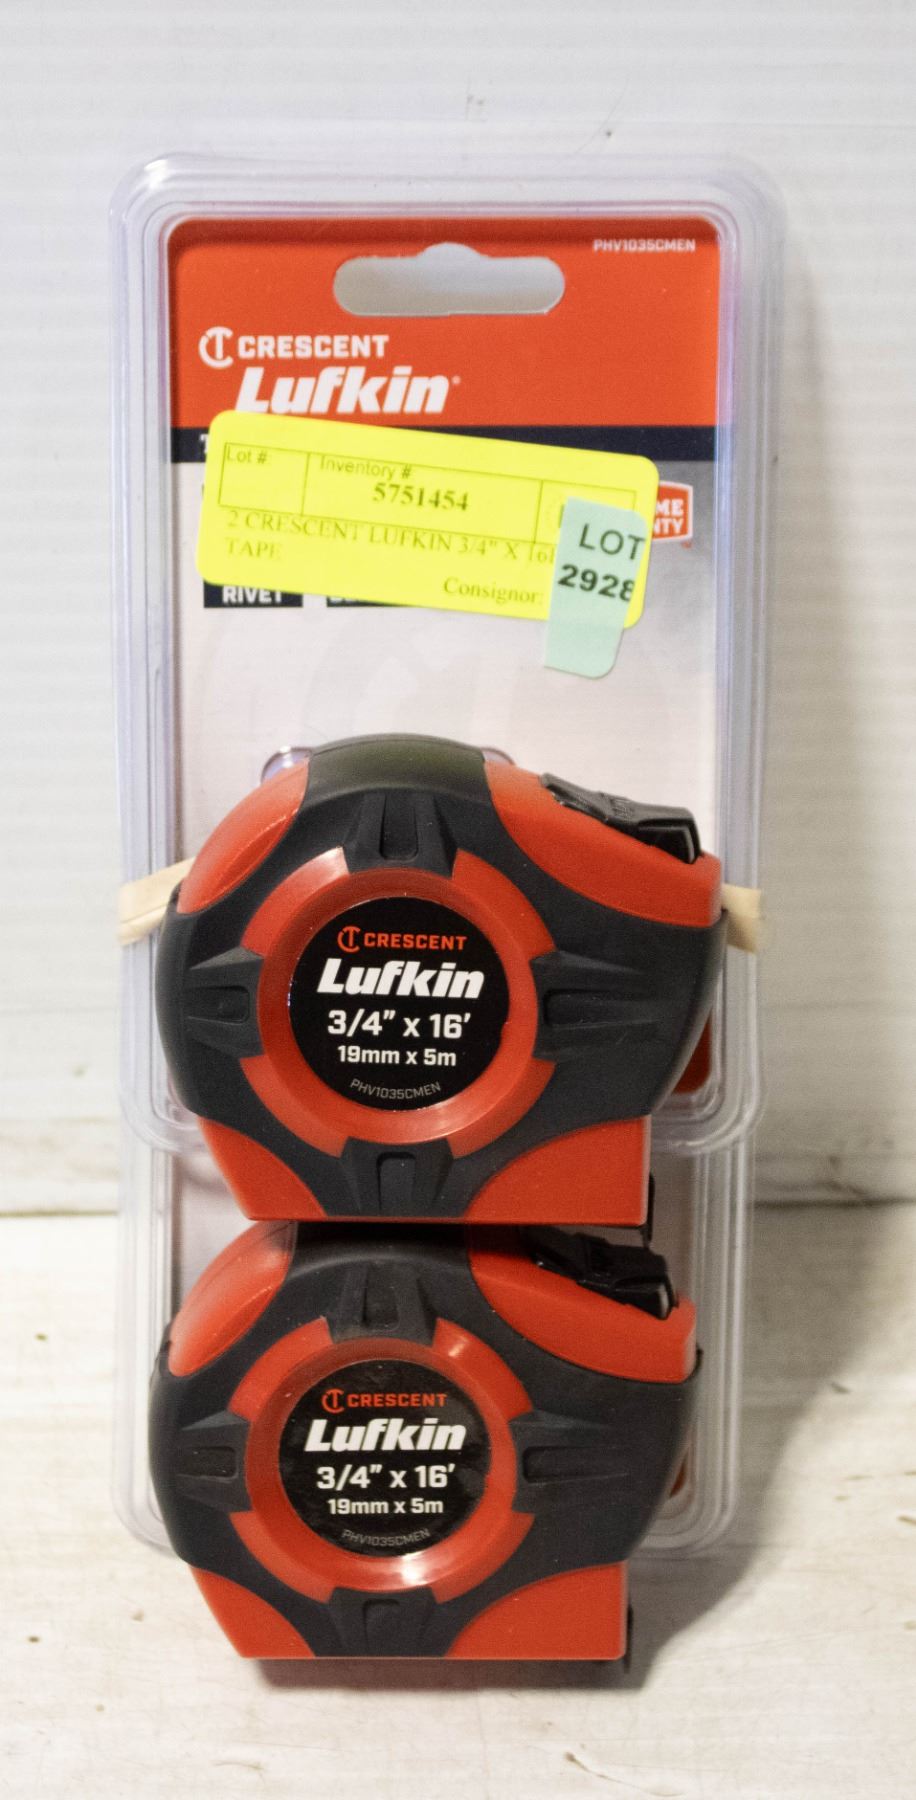 PHV1035CMEN
CRESCENT
Lufkin
Lot #
Inventory #
5751454
2 CRESCENT LUFKIN 3/4" X
TAPE
Consignor:
LOT
2928
RIVET
CRESCENT
Lufkin
3/4" x 16'
19mm x 5m
PHV1035CMEN
CRESCENT
Lufkin
3/4" x 16'
19mm x 5m
PHV1035CMEN